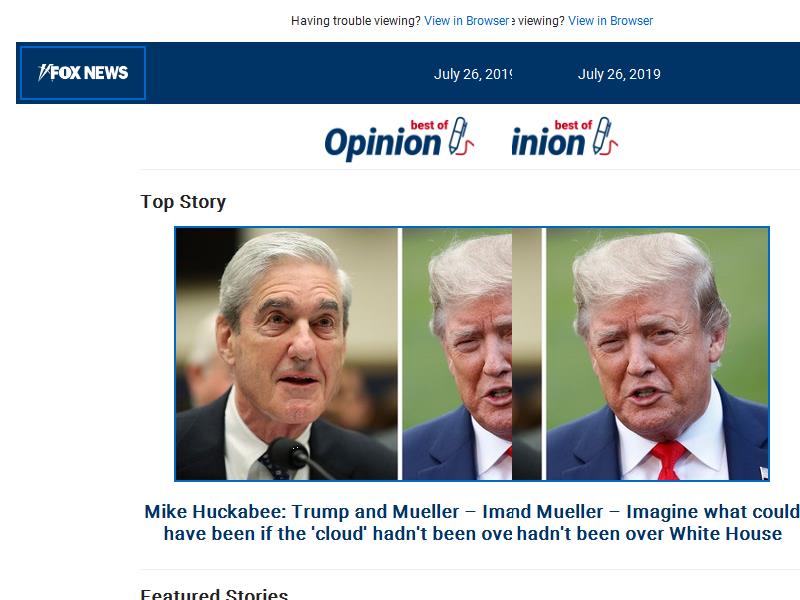 Having trouble viewing? View in Browser e viewing? View in Browser
FOX NEWS
July 26, 2019 July 26, 2019
best of best of
Opinion inion
Top Story
Mike Huckabee: Trump and Mueller – Imand Mueller – Imagine what could
have been if the 'cloud' hadn't been ove hadn't been over White House
Featured Stories